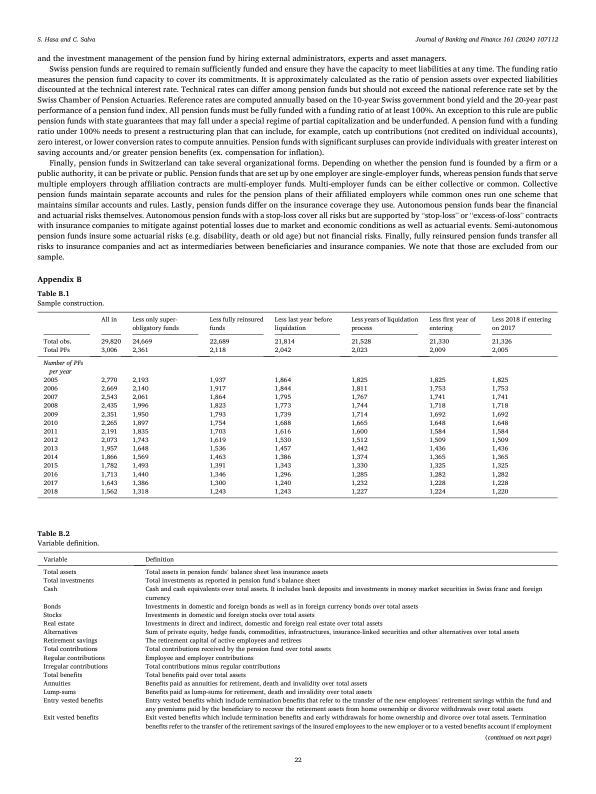 S. Hasa and C. Salva
Journal of Banking and Finance 161 (2024) 107112
and the investment management of the pension fund by hiring external administrators, experts and asset managers.
Swiss pension funds are required to remain sufficiently funded and ensure they have the capacity to meet liabilities at any time. The funding ratio
measures the pension fund capacity to cover its commitments. It is approximately calculated as the ratio of pension assets over expected liabilities
discounted at the technical interest rate. Technical rates can differ among pension funds but should not exceed the national reference rate set by the
Swiss Chamber of Pension Actuaries. Reference rates are computed annually based on the 10-year Swiss government bond yield and the 20-year past
performance of a pension fund index. All pension funds must be fully funded with a funding ratio of at least 100%. An exception to this rule are public
pension funds with state guarantees that may fall under a special regime of partial capitalization and be underfunded. A pension fund with a funding
ratio under 100% needs to present a restructuring plan that can include, for example, catch up contributions (not credited on individual accounts),
zero interest, or lower conversion rates to compute annuities. Pension funds with significant surpluses can provide individuals with greater interest on
saving accounts and/or greater pension benefits (ex. compensation for inflation).
Finally, pension funds in Switzerland can take several organizational forms. Depending on whether the pension fund is founded by a firm or a
public authority, it can be private or public. Pension funds that are set up by one employer are single-employer funds, whereas pension funds that serve
multiple employers through affiliation contracts are multi-employer funds. Multi-employer funds can be either collective or common. Collective
pension funds maintain separate accounts and rules for the pension plans of their affiliated employers while common ones run one scheme that
maintains similar accounts and rules. Lastly, pension funds differ on the insurance coverage they use. Autonomous pension funds bear the financial
and actuarial risks themselves. Autonomous pension funds with a stop-loss cover all risks but are supported by "stop-loss" or "excess-of-loss" contracts
with insurance companies to mitigate against potential losses due to market and economic conditions as well as actuarial events. Semi-autonomous
pension funds insure some actuarial risks (e.g. disability, death or old age) but not financial risks. Finally, fully reinsured pension funds transfer all
risks to insurance companies and act as intermediaries between beneficiaries and insurance companies. We note that those are excluded from our
sample.
Appendix B
Table B.1
Sample construction.
All in Less only super-obligatory funds Less fully reinsured funds Less last year before liquidation Less years of liquidation process Less first year of entering Less 2018 if entering on 2017
Total obs. 29,820 24,669 22,689 21,814 21,528 21,330 21,326
Total PFs 3,006 2,361 2,118 2,042 2,023 2,009 2,005
Number of PFs
per year
2005 2,770 2,193 1,937 1,864 1,825 1,825 1,825
2006 2,669 2,140 1,917 1,844 1,811 1,753 1,753
2007 2,543 2,061 1,864 1,795 1,767 1,741 1,741
2008 2,435 1,996 1,823 1,773 1,744 1,718 1,718
2009 2,351 1,950 1,793 1,739 1,714 1,692 1,692
2010 2,265 1,897 1,754 1,688 1,665 1,648 1,648
2011 2,191 1,835 1,703 1,616 1,600 1,584 1,584
2012 2,073 1,743 1,619 1,530 1,512 1,509 1,509
2013 1,957 1,648 1,536 1,457 1,442 1,436 1,436
2014 1,866 1,569 1,463 1,386 1,374 1,365 1,365
2015 1,782 1,493 1,391 1,343 1,330 1,325 1,325
2016 1,713 1,440 1,346 1,296 1,285 1,282 1,282
2017 1,643 1,386 1,300 1,240 1,232 1,228 1,228
2018 1,562 1,318 1,243 1,243 1,227 1,224 1,220
Table B.2
Variable definition.
Variable Definition
Total assets Total assets in pension funds' balance sheet less insurance assets
Total investments Total investments as reported in pension fund's balance sheet
Cash Cash and cash equivalents over total assets. It includes bank deposits and investments in money market securities in Swiss franc and foreign
currency
Bonds Investments in domestic and foreign bonds as well as in foreign currency bonds over total assets
Stocks Investments in domestic and foreign stocks over total assets
Real estate Investments in direct and indirect, domestic and foreign real estate over total assets
Alternatives Sum of private equity, hedge funds, commodities, infrastructures, insurance-linked securities and other alternatives over total assets
Retirement savings The retirement capital of active employees and retirees
Total contributions Total contributions received by the pension fund over total assets
Regular contributions Employee and employer contributions
Irregular contributions Total contributions minus regular contributions
Total benefits Total benefits paid over total assets
Annuities Benefits paid as annuities for retirement, death and invalidity over total assets
Lump-sums Benefits paid as lump-sums for retirement, death and invalidity over total assets
Entry vested benefits Entry vested benefits which include termination benefits that refer to the transfer of the new employees' retirement savings within the fund and
any premiums paid by the beneficiary to recover the retirement assets from home ownership or divorce withdrawals over total assets
Exit vested benefits Exit vested benefits which include termination benefits and early withdrawals for home ownership and divorce over total assets. Termination
benefits refer to the transfer of the retirement savings of the insured employees to the new employer or to a vested benefits account if employment
(continued on next page)
22